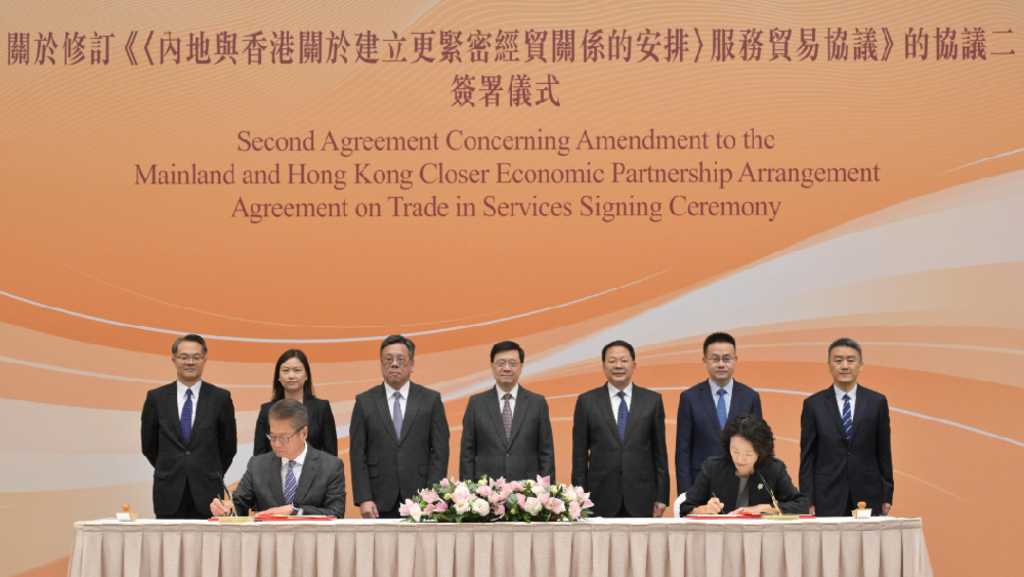 關於修訂《〈內地與香港關於建立更緊密經貿關係的安排〉服務貿易協議》的協議二
簽署儀式
Second Agreement Concerning Amendment to the
Mainland and Hong Kong Closer Economic Partnership Arrangement
Agreement on Trade in Services Signing Ceremony